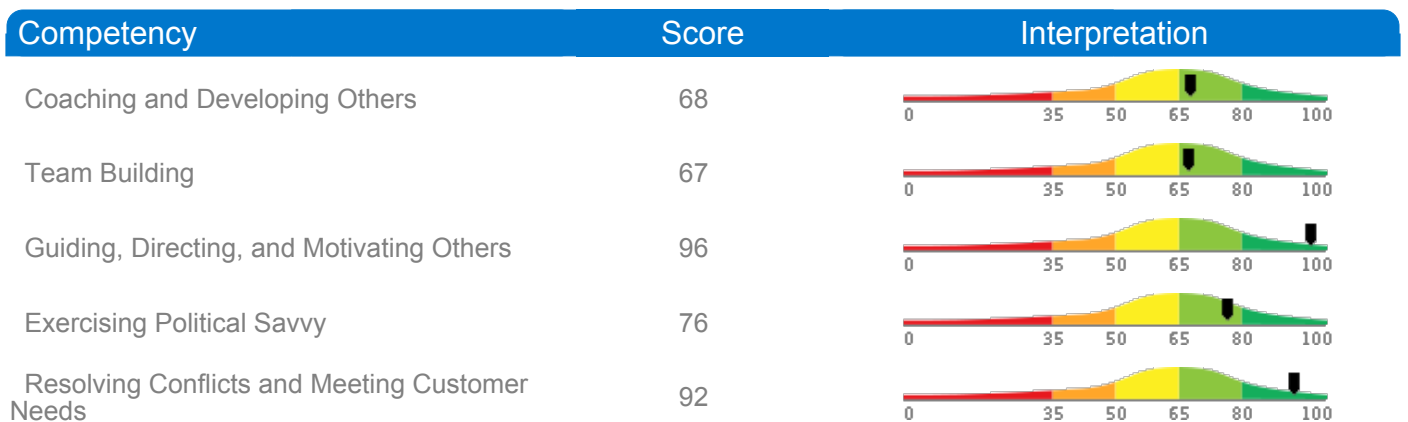 Competency Score Interpretation
Coaching and Developing Others 68
0 35 50 65 80 100
Team Building 67
0 35 50 65 80 100
Guiding, Directing, and Motivating Others 96
0 35 50 65 80 100
Exercising Political Savvy 76
0 35 50 65 80 100
Resolving Conflicts and Meeting Customer
Needs 92
0 35 50 65 80 100